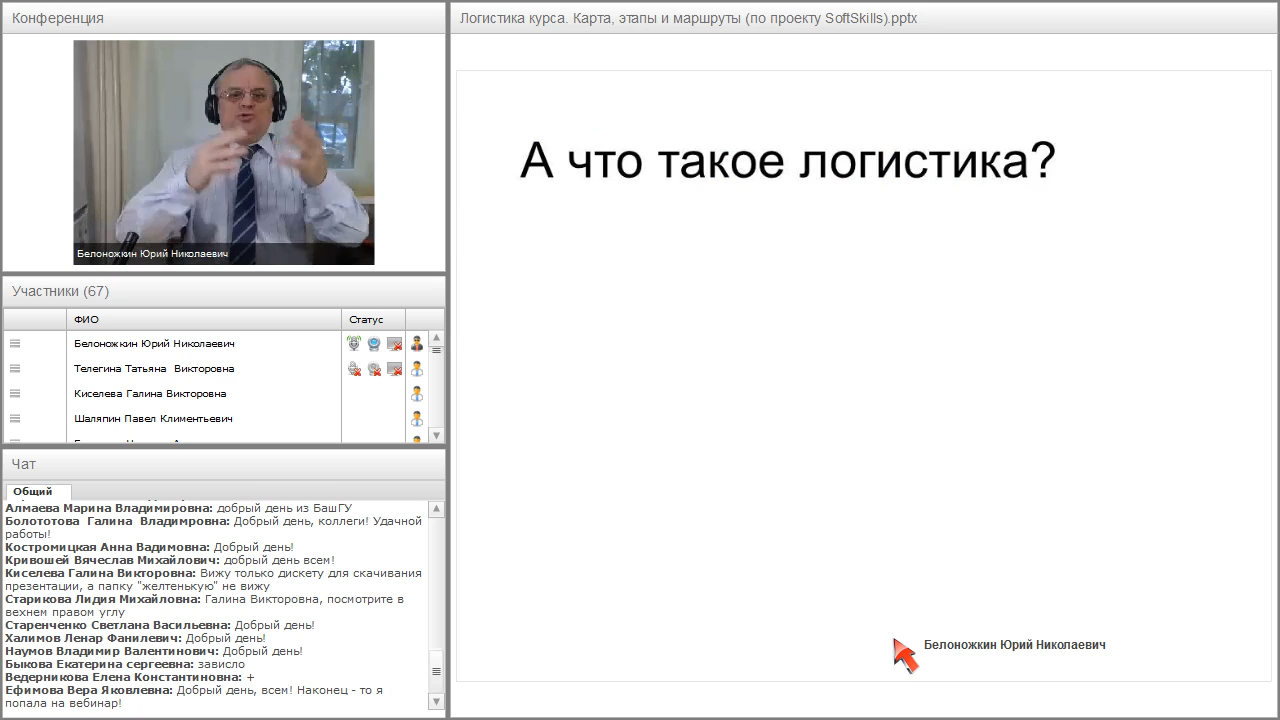 Конференция
Белоножкин Юрий Николаевич
Участники (67)
ФИО
Статус
Белоножкин Юрий Николаевич
Телегина Татьяна  Викторовна
Киселева Галина Викторовна
Шаляпин Павел Климентьевич
Чат
Общий
Алмаева Марина Владимировна: добрый день из БашГУ
Болототова  Галина  Владимровна: Добрый день, коллеги! Удачной
работы!
Костромицкая Анна Вадимовна: Добрый день!
Кривошей Вячеслав Михайлович: добрый день всем!
Киселева Галина Викторовна: Вижу только дискету для скачивания
презентации, а папку "желтенькую" не вижу
Старикова Лидия Михайловна: Галина Викторовна, посмотрите в
вехнем правом углу
Старенченко Светлана Васильевна: Добрый день!
Халимов Ленар Фанилевич: Добрый день!
Наумов Владимир Валентинович: Добрый день!
Быкова Екатерина сергеевна: зависло
Ведерникова Елена Константиновна: +
Ефимова Вера Яковлевна: Добрый день, всем! Наконец - то я
попала на вебинар!
Логистика курса. Карта, этапы и маршруты (по проекту SoftSkills).pptx
А что такое логистика?
Белоножкин Юрий Николаевич